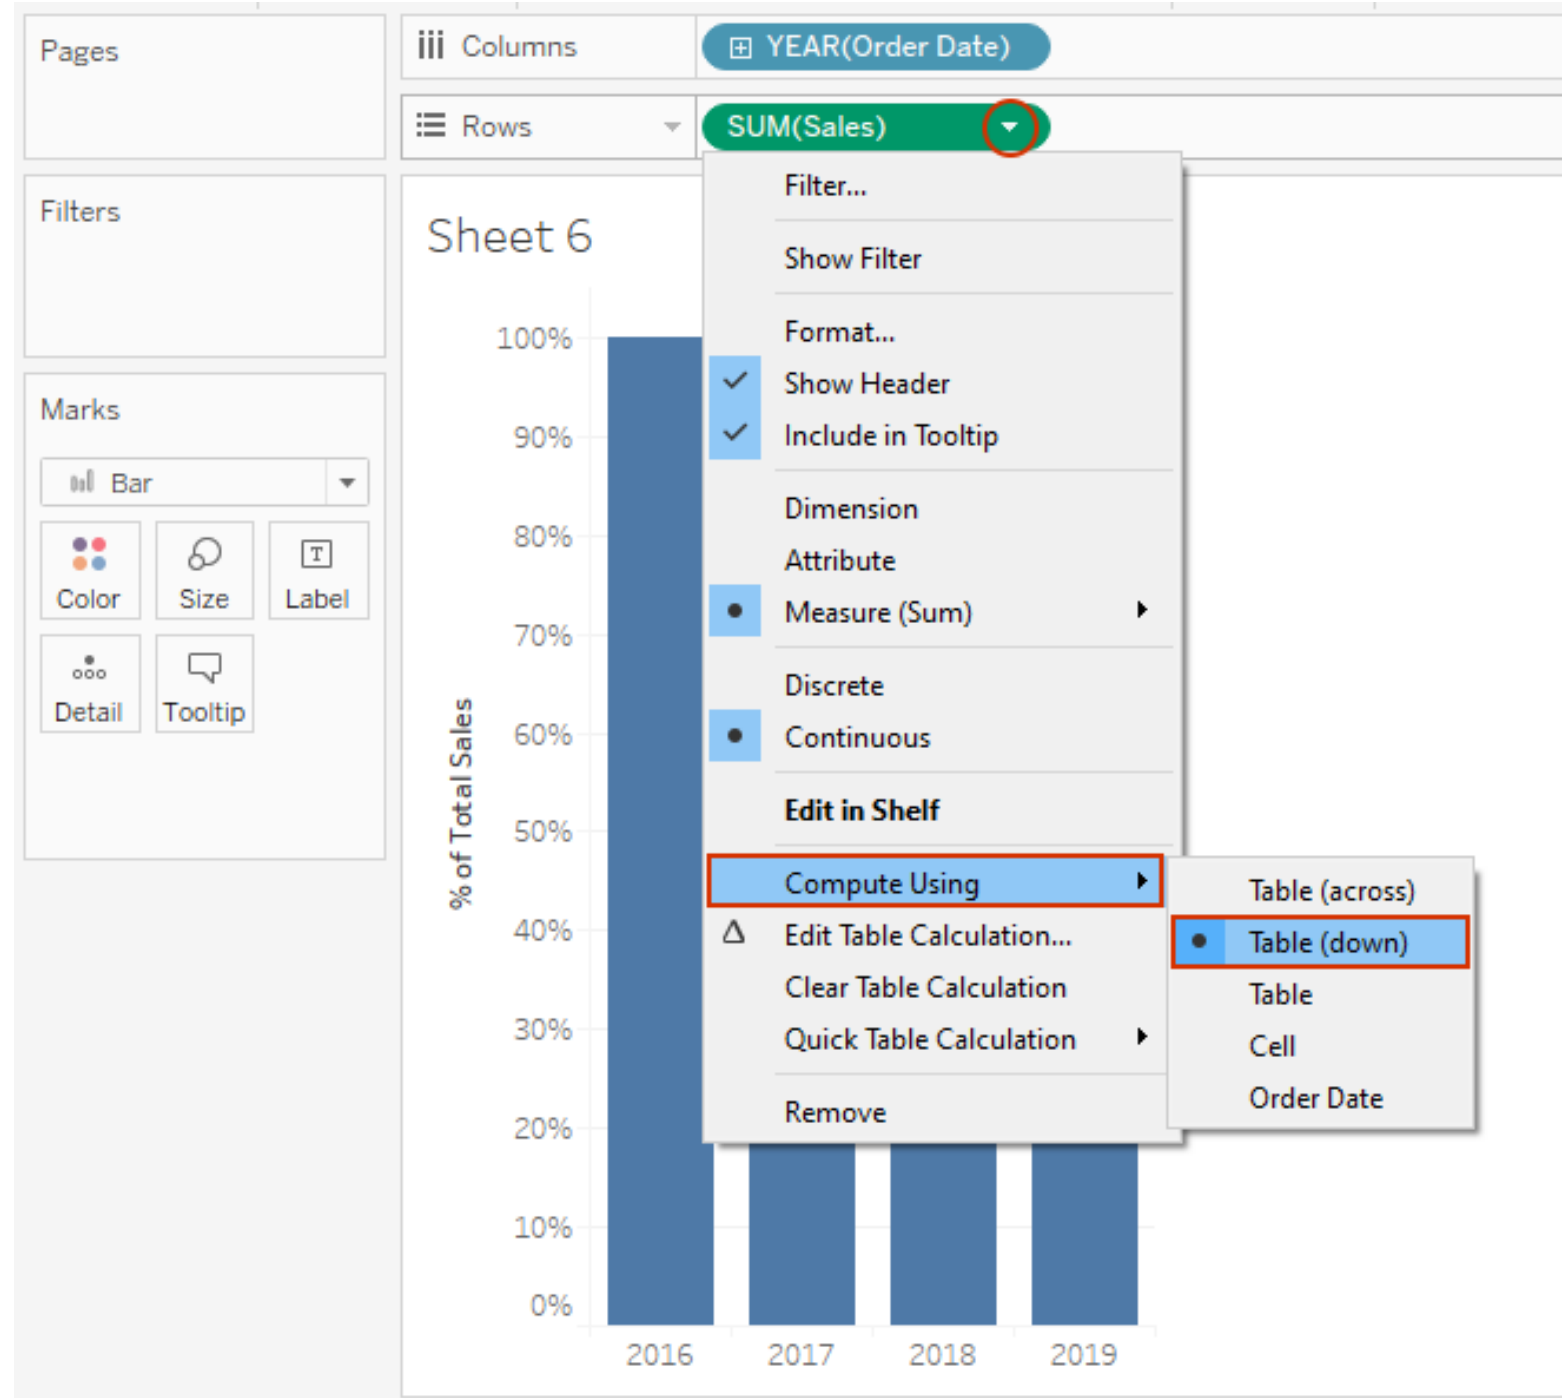 Pages
Columns
YEAR(Order Date)
Rows
SUM(Sales)
Filters
Marks
Bar
Color
Size
T
Label
Detail
Tooltip
Sheet 6
% of Total Sales
100%
90%
80%
70%
60%
50%
40%
30%
20%
10%
0%
2016
2017
2018
2019
Filter...
Show Filter
Format...
Show Header
Include in Tooltip
Dimension
Attribute
Measure (Sum)
Discrete
Continuous
Edit in Shelf
Compute Using
Edit Table Calculation...
Clear Table Calculation
Quick Table Calculation
Remove
Table (across)
Table (down)
Table
Cell
Order Date